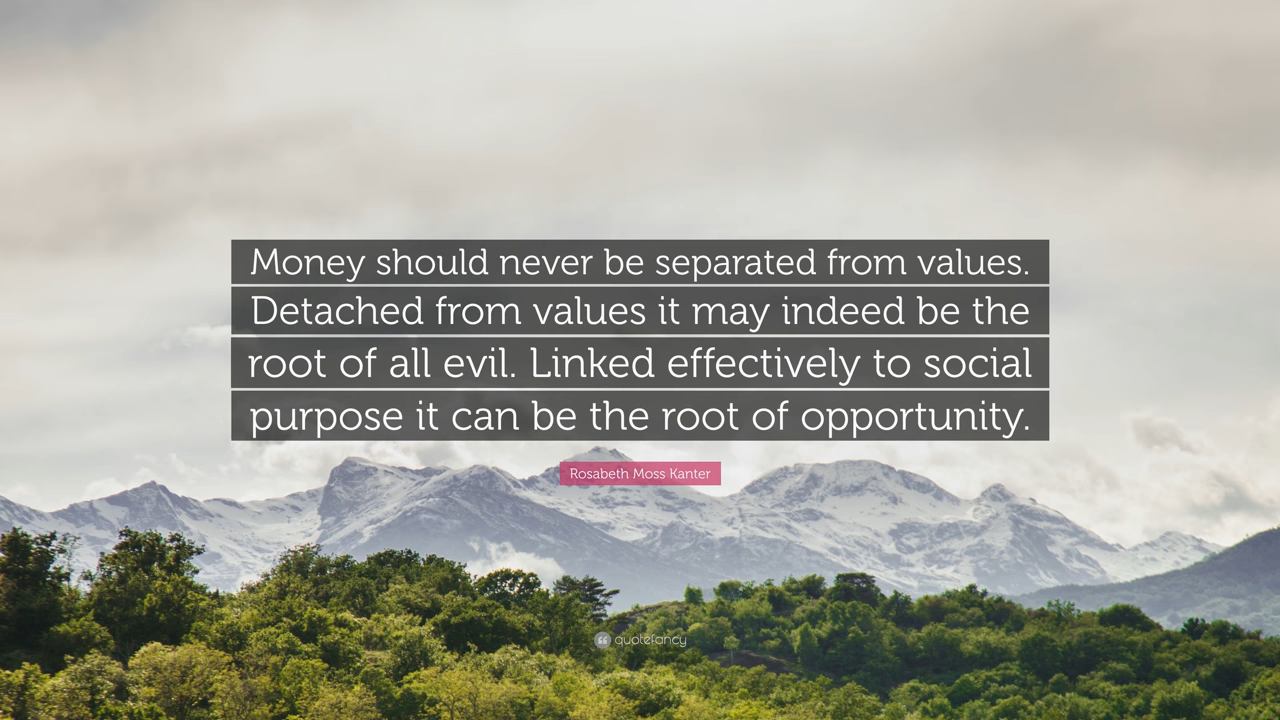 Money should never be separated from values.
Detached from values it may indeed be the
root of all evil. Linked effectively to social
purpose it can be the root of opportunity.
Rosabeth Moss Kanter
quotefancy